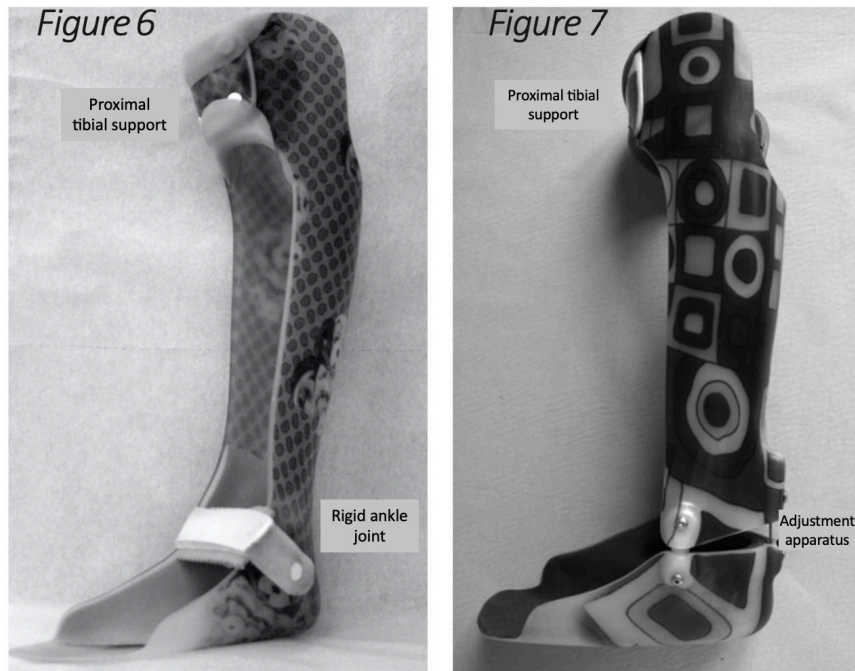 Figure 6
Proximal
tibial support
Rigid ankle
joint
Figure 7
Proximal tibial
support
Adjustment
apparatus